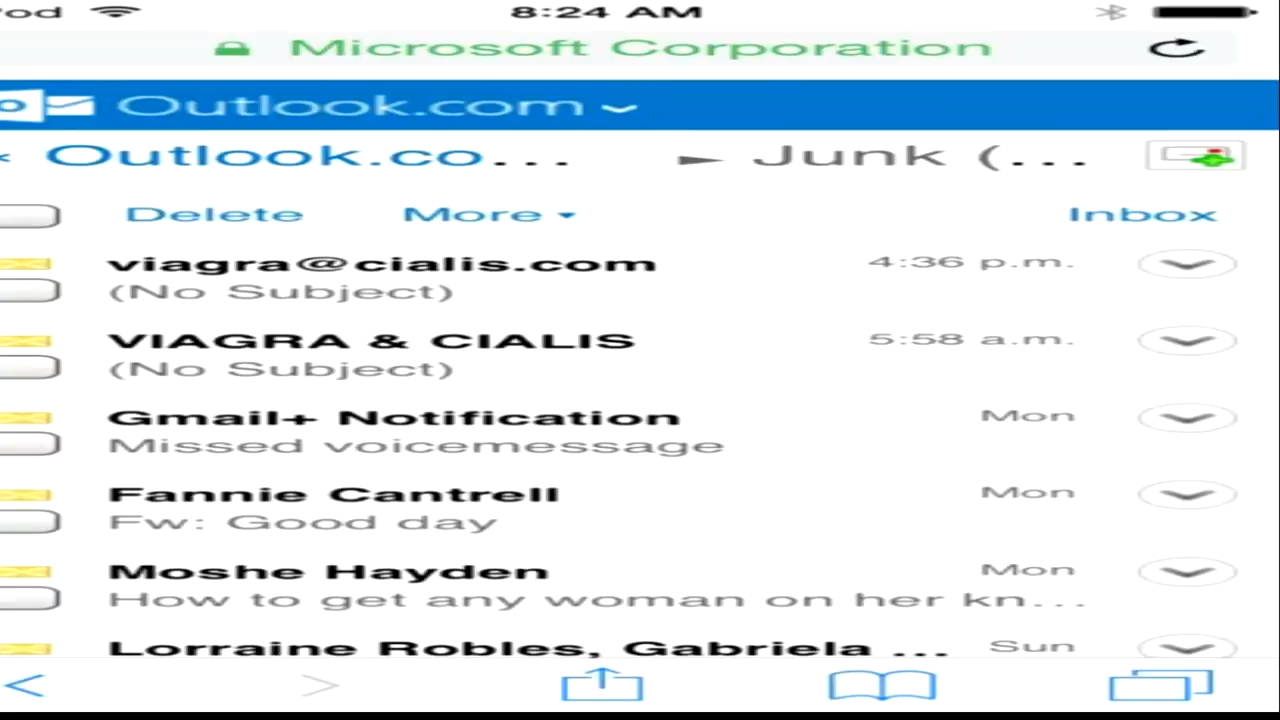 od 8:24 AM
Microsoft Corporation
Outlook.com
Outlook.co... ► Junk (...
Delete More ▾ Inbox
viagra@cialis.com 4:36 p.m.
(No Subject)
VIAGRA & CIALIS 5:58 a.m.
(No Subject)
Gmail+ Notification Mon
Missed voicemessage
Fannie Cantrell Mon
Fw: Good day
Moshe Hayden Mon
How to get any woman on her kn...
Lorraine Robles, Gabriela ... Sun